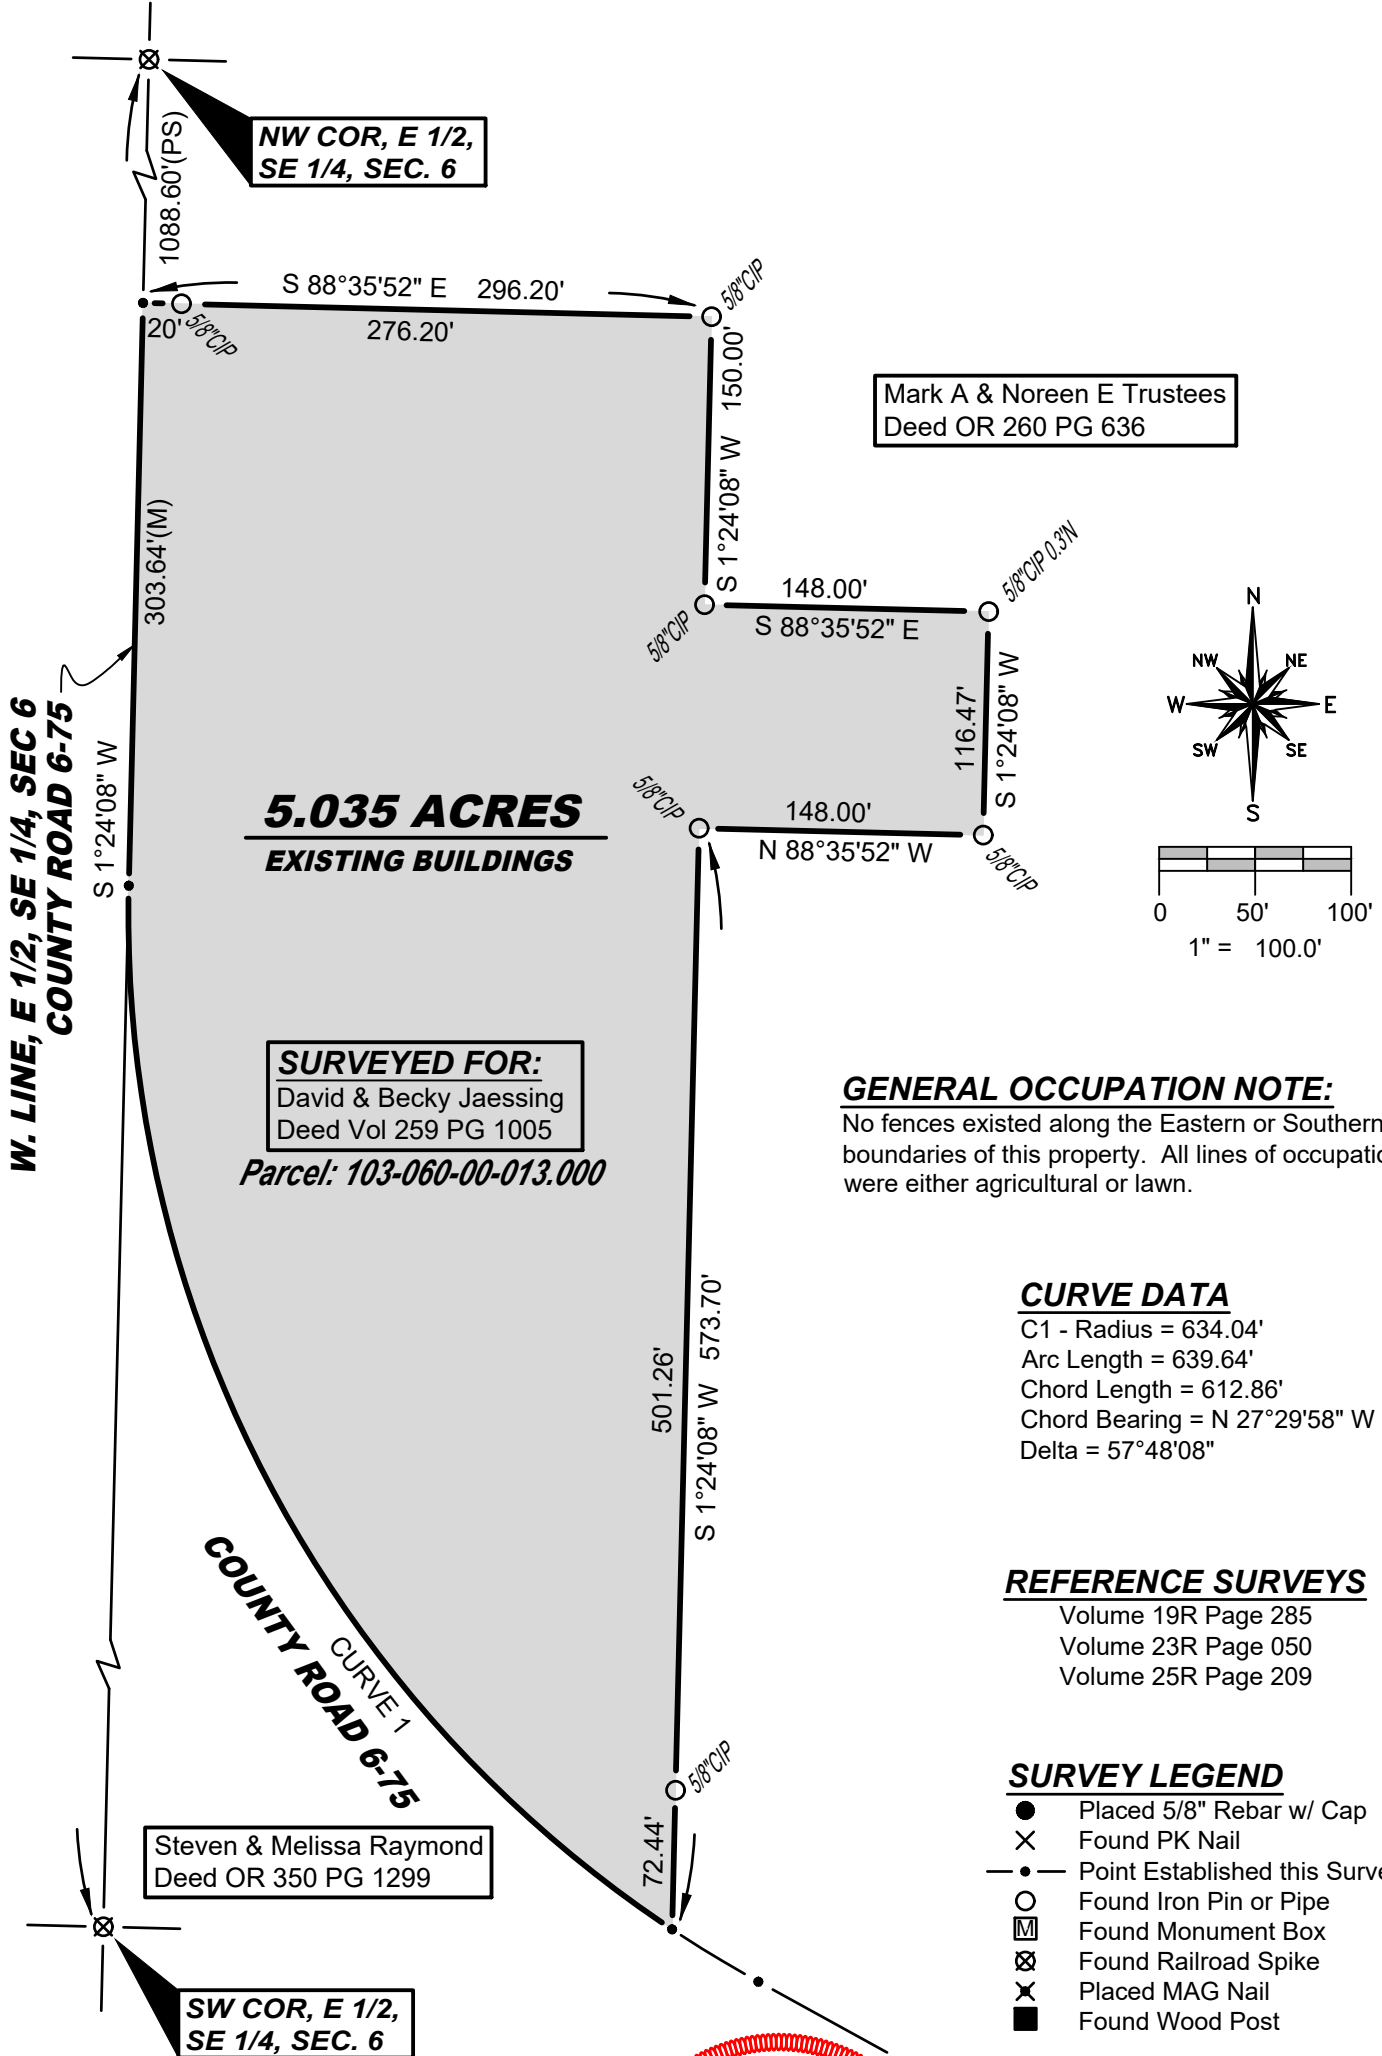 NW COR, E 1/2,
SE 1/4, SEC. 6
1088.60'(PS)
S 88°35'52" E 296.20'
276.20'
20'
5/8"CIP
5/8"CIP
S 1°24'08" W 150.00'
Mark A & Noreen E Trustees
Deed OR 260 PG 636
303.64'(M)
S 1°24'08" W
5/8"CIP
148.00'
S 88°35'52" E
5/8"CIP 0.3'N
116.47'
S 1°24'08" W
5/8"CIP
148.00'
N 88°35'52" W
5/8"CIP
N
NW
NE
W
E
SW
SE
S
0 50' 100'
1" = 100.0'
W. LINE, E 1/2, SE 1/4, SEC 6
COUNTY ROAD 6-75
5.035 ACRES
EXISTING BUILDINGS
SURVEYED FOR:
David & Becky Jaessing
Deed Vol 259 PG 1005
Parcel: 103-060-00-013.000
GENERAL OCCUPATION NOTE:
No fences existed along the Eastern or Southern
boundaries of this property. All lines of occupatio
were either agricultural or lawn.
501.26'
S 1°24'08" W 573.70'
CURVE DATA
C1 - Radius = 634.04'
Arc Length = 639.64'
Chord Length = 612.86'
Chord Bearing = N 27°29'58" W
Delta = 57°48'08"
CURVE 1
COUNTY ROAD 6-75
REFERENCE SURVEYS
Volume 19R Page 285
Volume 23R Page 050
Volume 25R Page 209
5/8"CIP
72.44'
SURVEY LEGEND
Placed 5/8" Rebar w/ Cap
Found PK Nail
Point Established this Surve
Found Iron Pin or Pipe
M Found Monument Box
Found Railroad Spike
Placed MAG Nail
Found Wood Post
Steven & Melissa Raymond
Deed OR 350 PG 1299
SW COR, E 1/2,
SE 1/4, SEC. 6